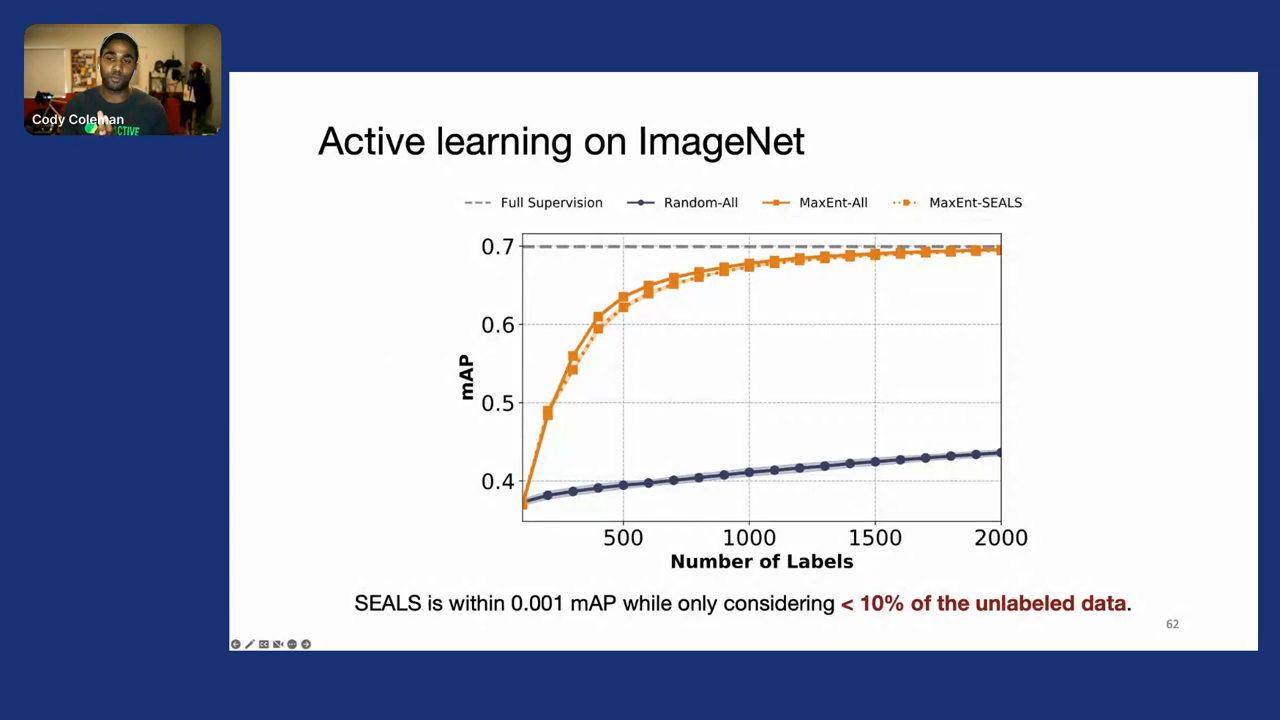 Cody Coleman
ACTIVE
Active learning on ImageNet
Full Supervision Random-All MaxEnt-All MaxEnt-SEALS
0.7
0.6
0.5
0.4
mAP
500 1000 1500 2000
Number of Labels
SEALS is within 0.001 mAP while only considering < 10% of the unlabeled data.
62